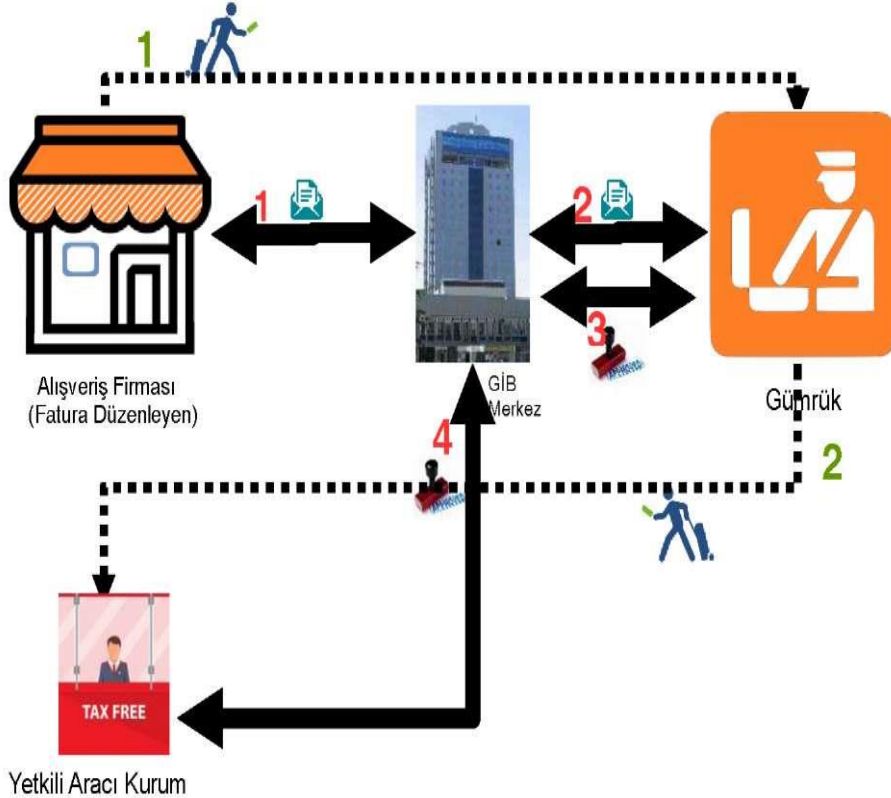 1
1
2
3
Alışveriş Firması
(Fatura Düzenleyen)
GİB
Merkez
Gümrük
4
2
TAX FREE
Yetkili Aracı Kurum